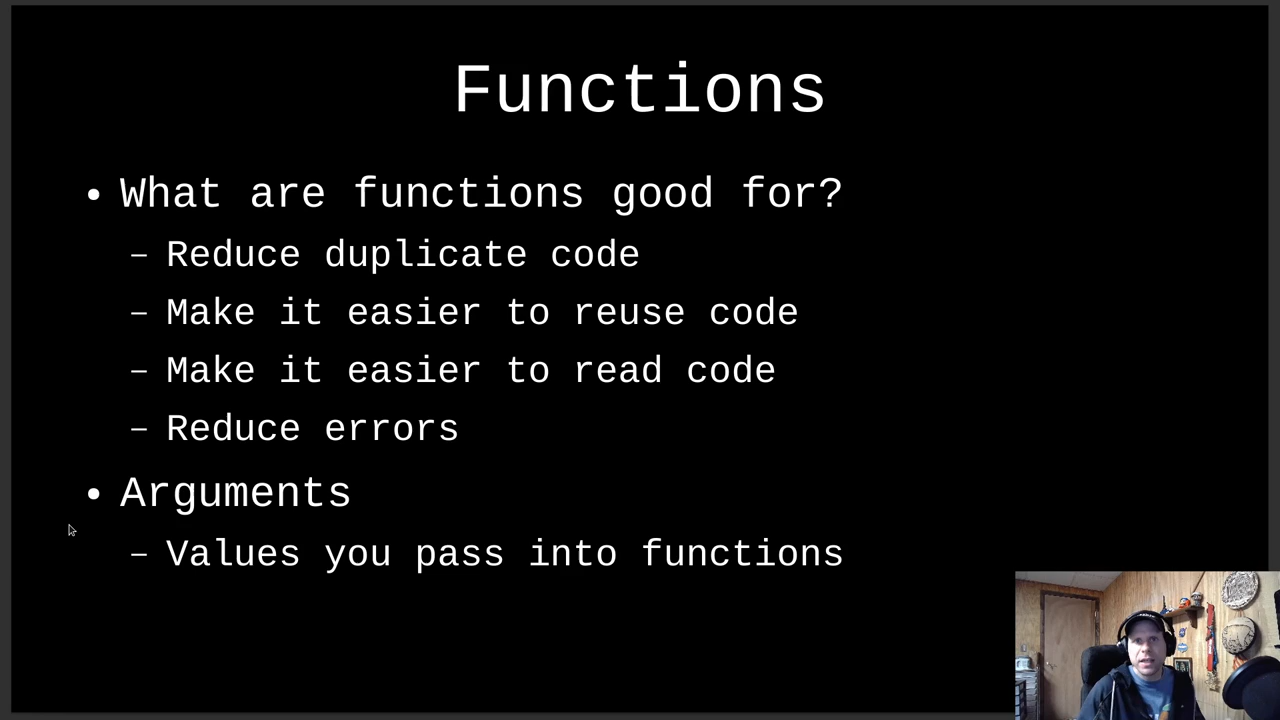 Functions
• What are functions good for?
– Reduce duplicate code
– Make it easier to reuse code
– Make it easier to read code
– Reduce errors
• Arguments
– Values you pass into functions